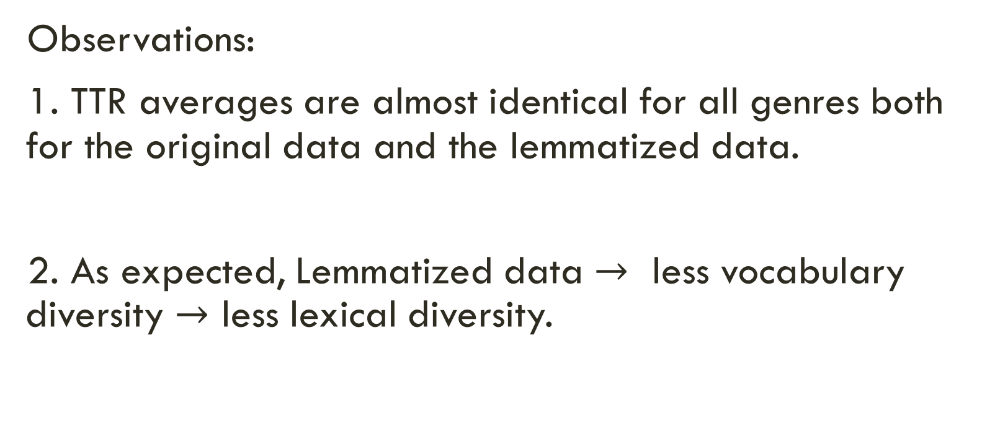 Observations:
1. TTR averages are almost identical for all genres both
for the original data and the lemmatized data.
2. As expected, Lemmatized data → less vocabulary
diversity → less lexical diversity.